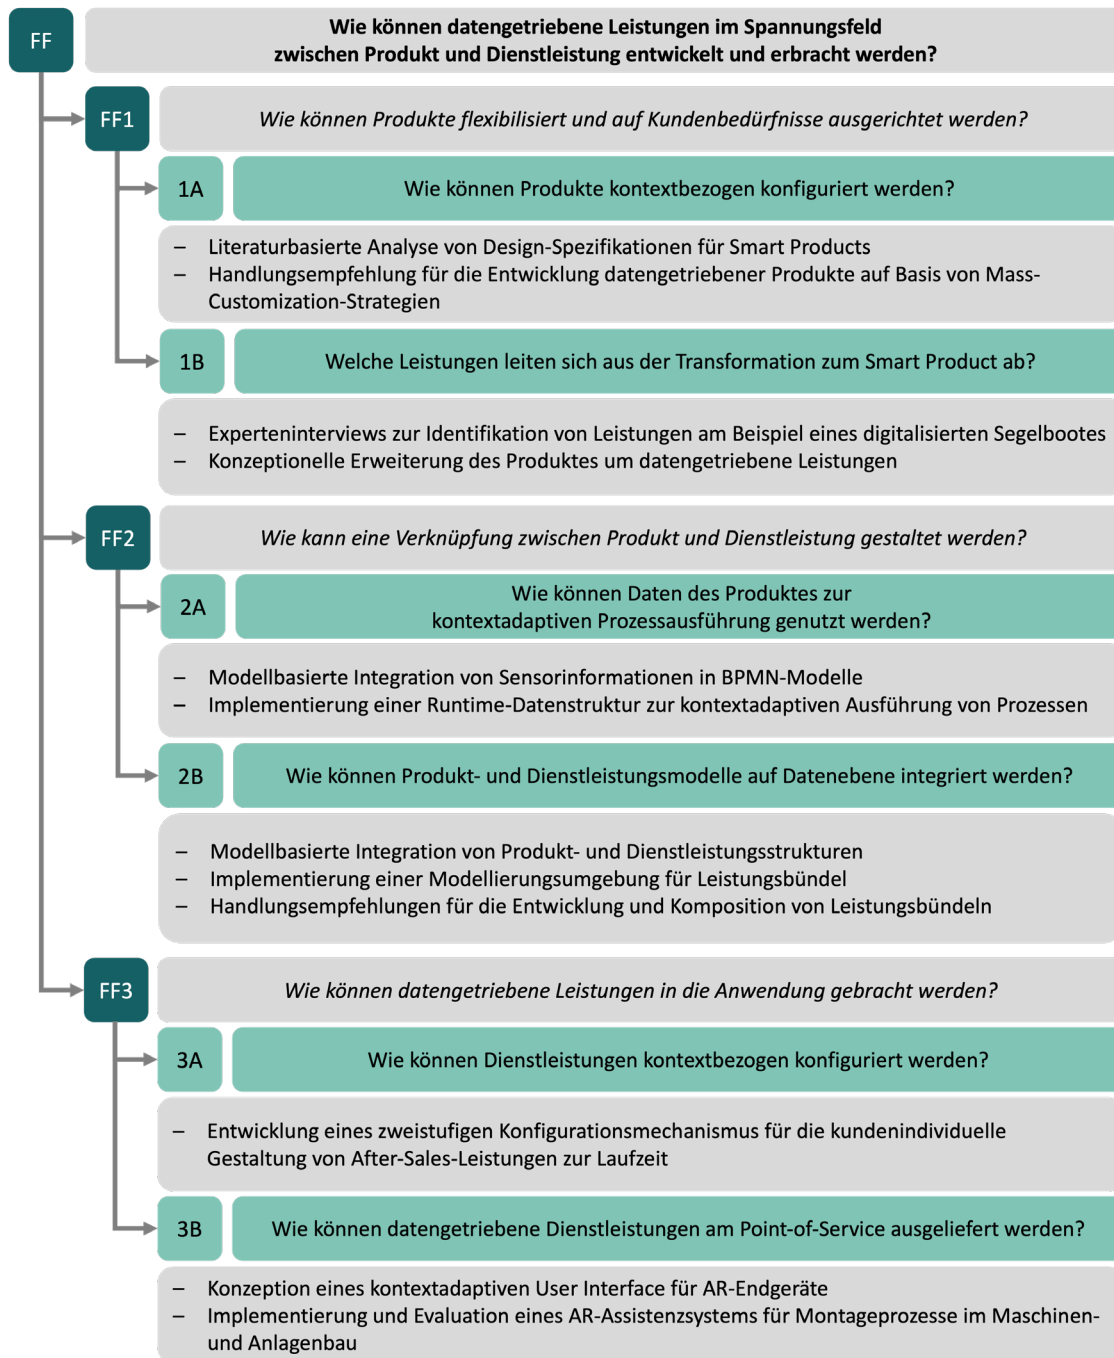 FF
Wie können datengetriebene Leistungen im Spannungsfeld
zwischen Produkt und Dienstleistung entwickelt und erbracht werden?
FF1
Wie können Produkte flexibilisiert und auf Kundenbedürfnisse ausgerichtet werden?
1A
Wie können Produkte kontextbezogen konfiguriert werden?
– Literaturbasierte Analyse von Design-Spezifikationen für Smart Products
– Handlungsempfehlung für die Entwicklung datengetriebener Produkte auf Basis von Mass-
Customization-Strategien
1B
Welche Leistungen leiten sich aus der Transformation zum Smart Product ab?
– Experteninterviews zur Identifikation von Leistungen am Beispiel eines digitalisierten Segelbootes
– Konzeptionelle Erweiterung des Produktes um datengetriebene Leistungen
FF2
Wie kann eine Verknüpfung zwischen Produkt und Dienstleistung gestaltet werden?
2A
Wie können Daten des Produktes zur
kontextadaptiven Prozessausführung genutzt werden?
– Modellbasierte Integration von Sensorinformationen in BPMN-Modelle
– Implementierung einer Runtime-Datenstruktur zur kontextadaptiven Ausführung von Prozessen
2B
Wie können Produkt- und Dienstleistungsmodelle auf Datenebene integriert werden?
– Modellbasierte Integration von Produkt- und Dienstleistungsstrukturen
– Implementierung einer Modellierungsumgebung für Leistungsbündel
– Handlungsempfehlungen für die Entwicklung und Komposition von Leistungsbündeln
FF3
Wie können datengetriebene Leistungen in die Anwendung gebracht werden?
3A
Wie können Dienstleistungen kontextbezogen konfiguriert werden?
– Entwicklung eines zweistufigen Konfigurationsmechanismus für die kundenindividuelle
Gestaltung von After-Sales-Leistungen zur Laufzeit
3B
Wie können datengetriebene Dienstleistungen am Point-of-Service ausgeliefert werden?
– Konzeption eines kontextadaptiven User Interface für AR-Endgeräte
– Implementierung und Evaluation eines AR-Assistenzsystems für Montageprozesse im Maschinen-
und Anlagenbau